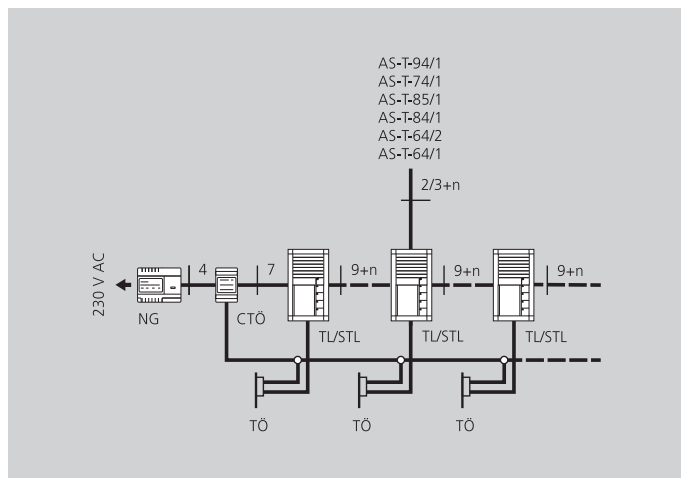 AS-T-94/1
AS-T-74/1
AS-T-85/1
AS-T-84/1
AS-T-64/2
AS-T-64/1
2/3+n
230 V AC
4
7
9+n
9+n
9+n
NG
CTÖ
TL/STL
TL/STL
TL/STL
TÖ
TÖ
TÖ